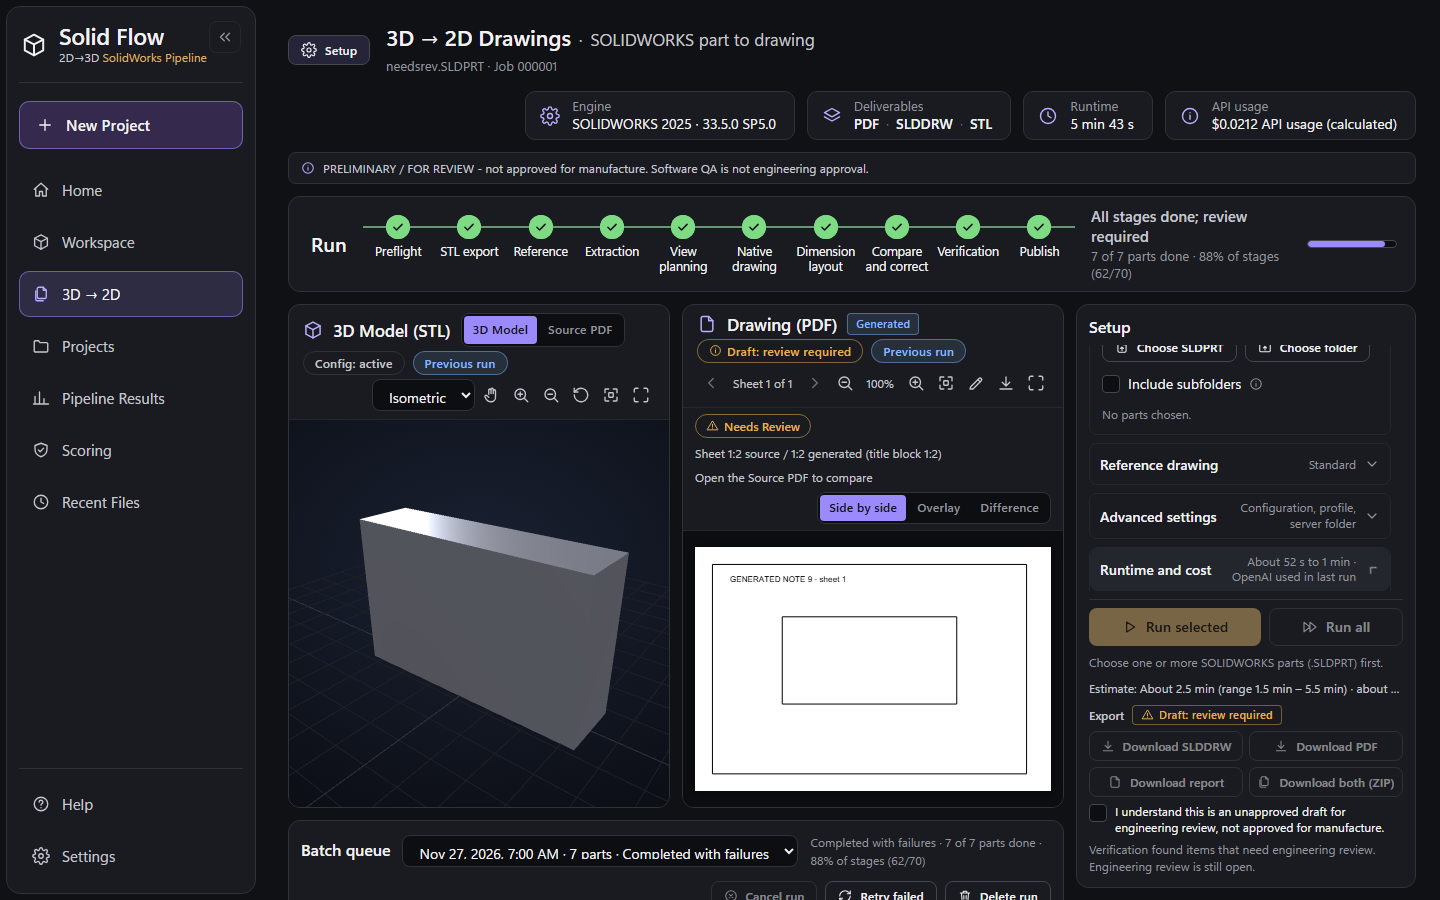 Solid Flow
2D→3D SolidWorks Pipeline
New Project
Home
Workspace
3D → 2D
Projects
Pipeline Results
Scoring
Recent Files
Help
Settings
Setup
3D → 2D Drawings · SOLIDWORKS part to drawing
needsrev.SLDPRT · Job 000001
Engine
SOLIDWORKS 2025 · 33.5.0 SP5.0
Deliverables
PDF · SLDDRW · STL
Runtime
5 min 43 s
API usage
$0.0212 API usage (calculated)
PRELIMINARY / FOR REVIEW - not approved for manufacture. Software QA is not engineering approval.
Run
Preflight
STL export
Reference
Extraction
View
planning
Native
drawing
Dimension
layout
Compare
and correct
Verification
Publish
All stages done; review
required
7 of 7 parts done · 88% of stages
(62/70)
3D Model (STL)
3D Model
Source PDF
Config: active
Previous run
Isometric
Drawing (PDF)
Generated
Draft: review required
Previous run
Sheet 1 of 1
100%
Needs Review
Sheet 1:2 source / 1:2 generated (title block 1:2)
Open the Source PDF to compare
Side by side
Overlay
Difference
GENERATED NOTE 9 - sheet 1
Batch queue
Nov 27, 2026, 7:00 AM · 7 parts · Completed with failures
Completed with failures · 7 of 7 parts done ·
88% of stages (62/70)
Cancel run
Retry failed
Delete run
Setup
Choose SLDPRT
Choose folder
Include subfolders
No parts chosen.
Reference drawing
Standard
Advanced settings
Configuration, profile,
server folder
Runtime and cost
About 52 s to 1 min ·
OpenAI used in last run
Run selected
Run all
Choose one or more SOLIDWORKS parts (.SLDPRT) first.
Estimate: About 2.5 min (range 1.5 min – 5.5 min) · about ...
Export
Draft: review required
Download SLDDRW
Download PDF
Download report
Download both (ZIP)
I understand this is an unapproved draft for
engineering review, not approved for manufacture.
Verification found items that need engineering review.
Engineering review is still open.